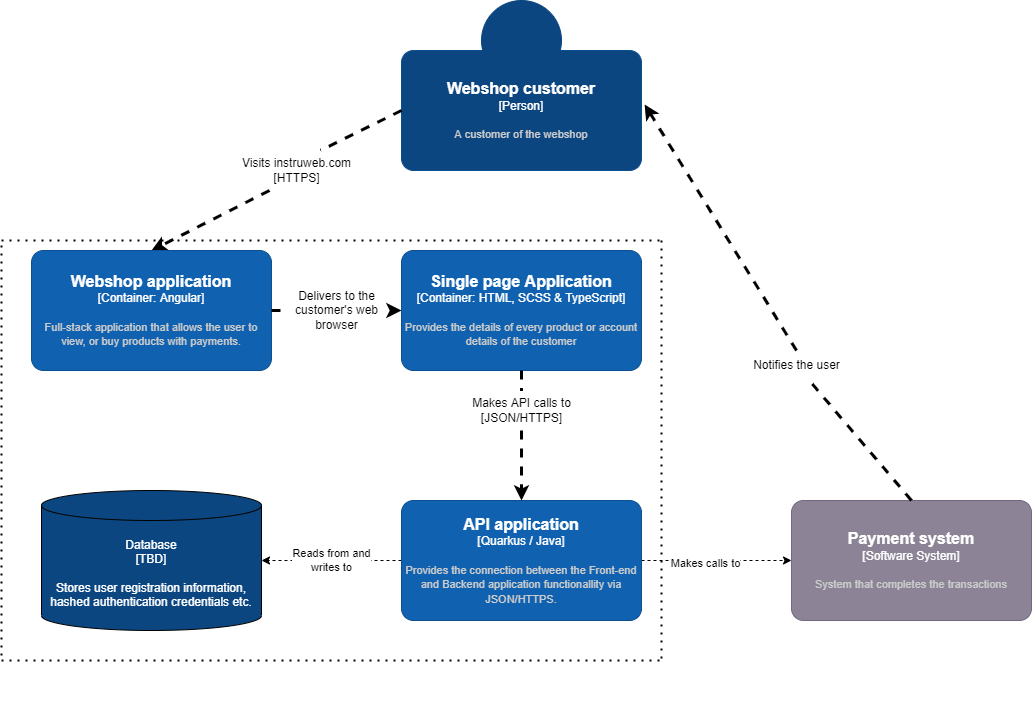 Webshop customer
[Person]
A customer of the webshop
Visits instruweb.com
[HTTPS]
Webshop application
[Container: Angular]
Full-stack application that allows the user to
view, or buy products with payments.
Delivers to the
customer's web
browser
Single page Application
[Container: HTML, SCSS & TypeScript]
Provides the details of every product or account
details of the customer
Notifies the user
Makes API calls to
[JSON/HTTPS]
Database
[TBD]
Stores user registration information,
hashed authentication credentials etc.
Reads from and
writes to
API application
[Quarkus / Java]
Provides the connection between the Front-end
and Backend application functionallity via
JSON/HTTPS.
Makes calls to
Payment system
[Software System]
System that completes the transactions